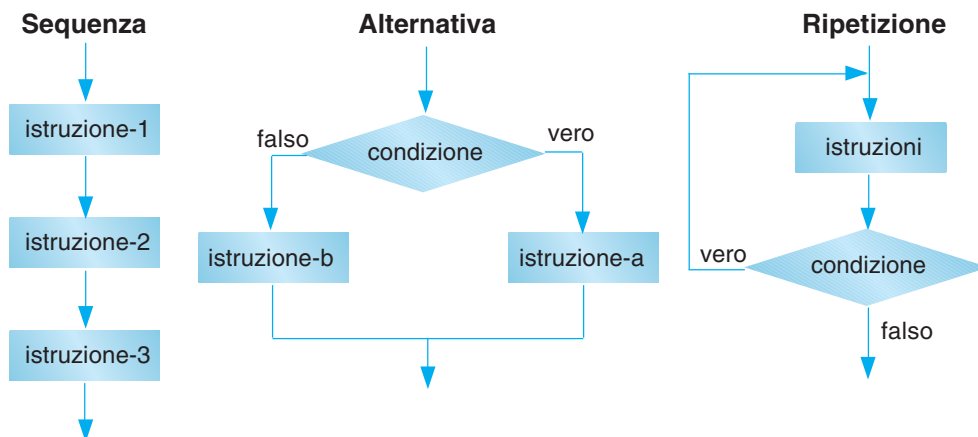 Sequenza
istruzione-1
istruzione-2
istruzione-3
Alternativa
falso
condizione
vero
istruzione-b
istruzione-a
Ripetizione
istruzioni
vero
condizione
falso